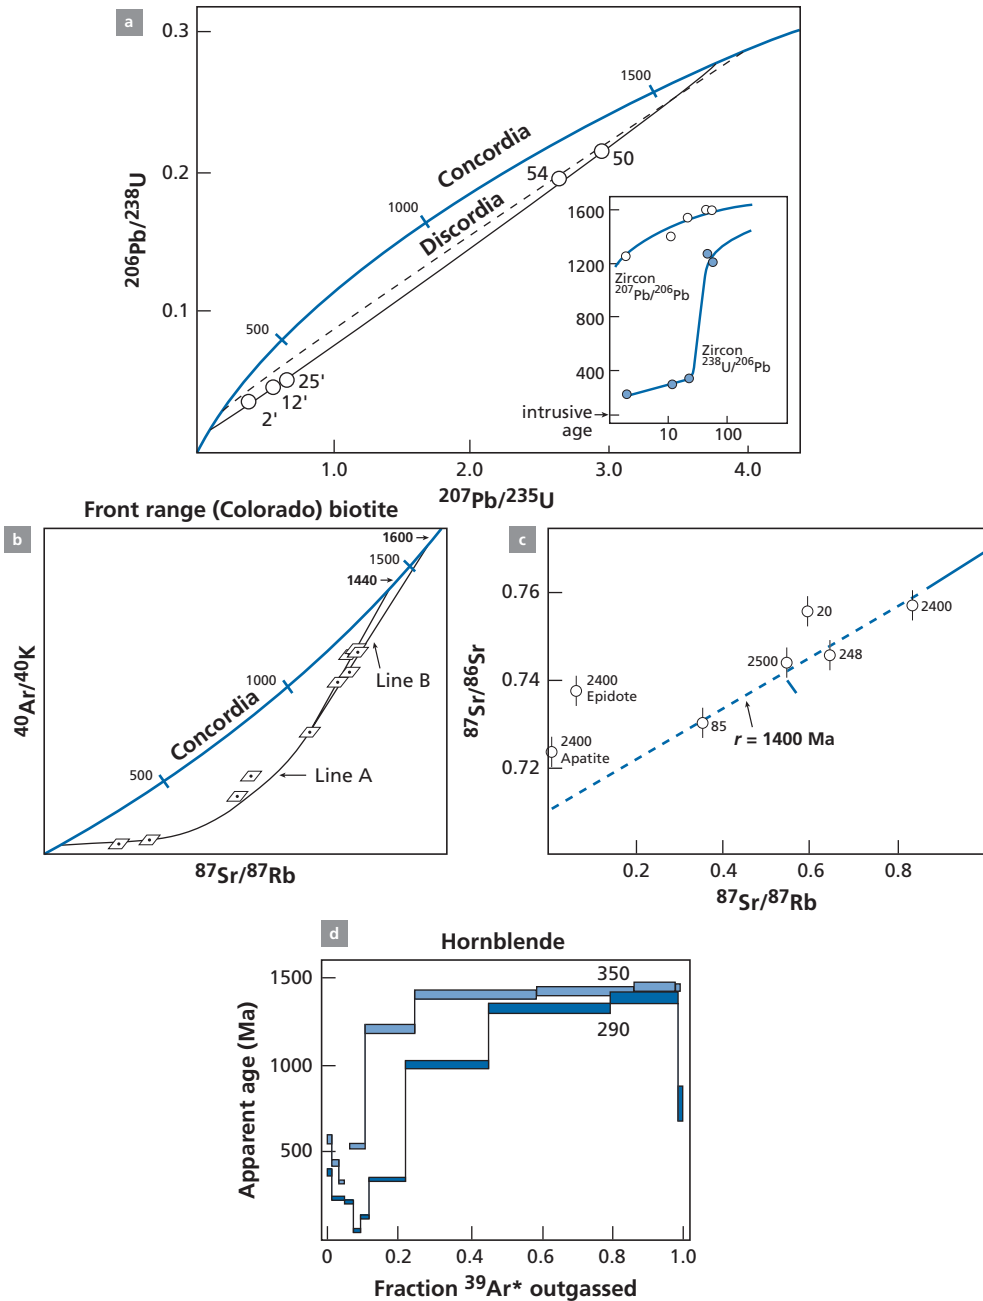 a
0.3
0.2
0.1
206Pb/238U
500
1000
1500
Concordia
Discordia
54
50
25'
12'
2'
1.0
2.0
3.0
4.0
207Pb/235U
1600
1200
800
400
Zircon
207Pb/206Pb
Zircon
238U/206Pb
intrusive
age
10
100
Front range (Colorado) biotite
b
40Ar/40K
1600
1500
1440
1000
500
Concordia
Line B
Line A
87Sr/87Rb
c
87Sr/86Sr
0.76
0.74
0.72
2400
Epidote
2400
Apatite
20
2400
2500
248
85
r = 1400 Ma
0.2
0.4
0.6
0.8
87Sr/87Rb
d
Hornblende
Apparent age (Ma)
1500
1000
500
350
290
0
0.2
0.4
0.6
0.8
1.0
Fraction 39Ar* outgassed